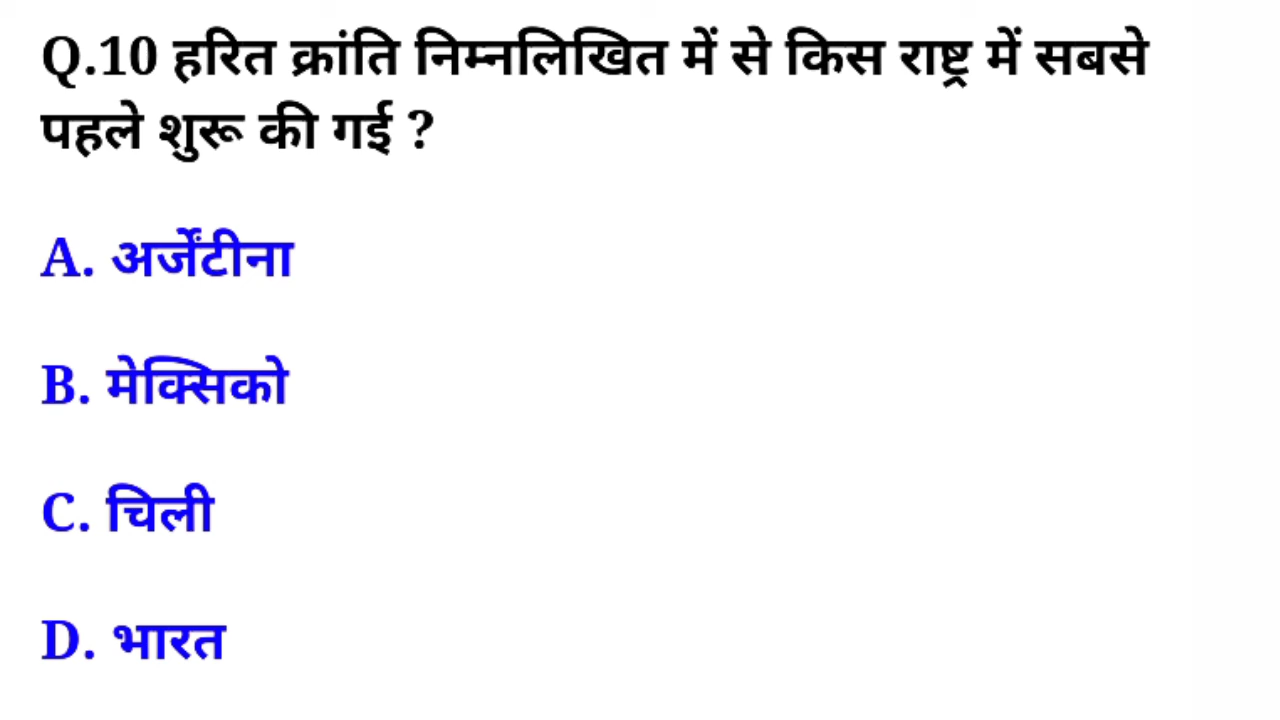 Q.10 हरित क्रांति निम्नलिखित में से किस राष्ट्र में सबसे
पहले शुरू की गई ?
A. अर्जेंटीना
B. मेक्सिको
C. चिली
D. भारत